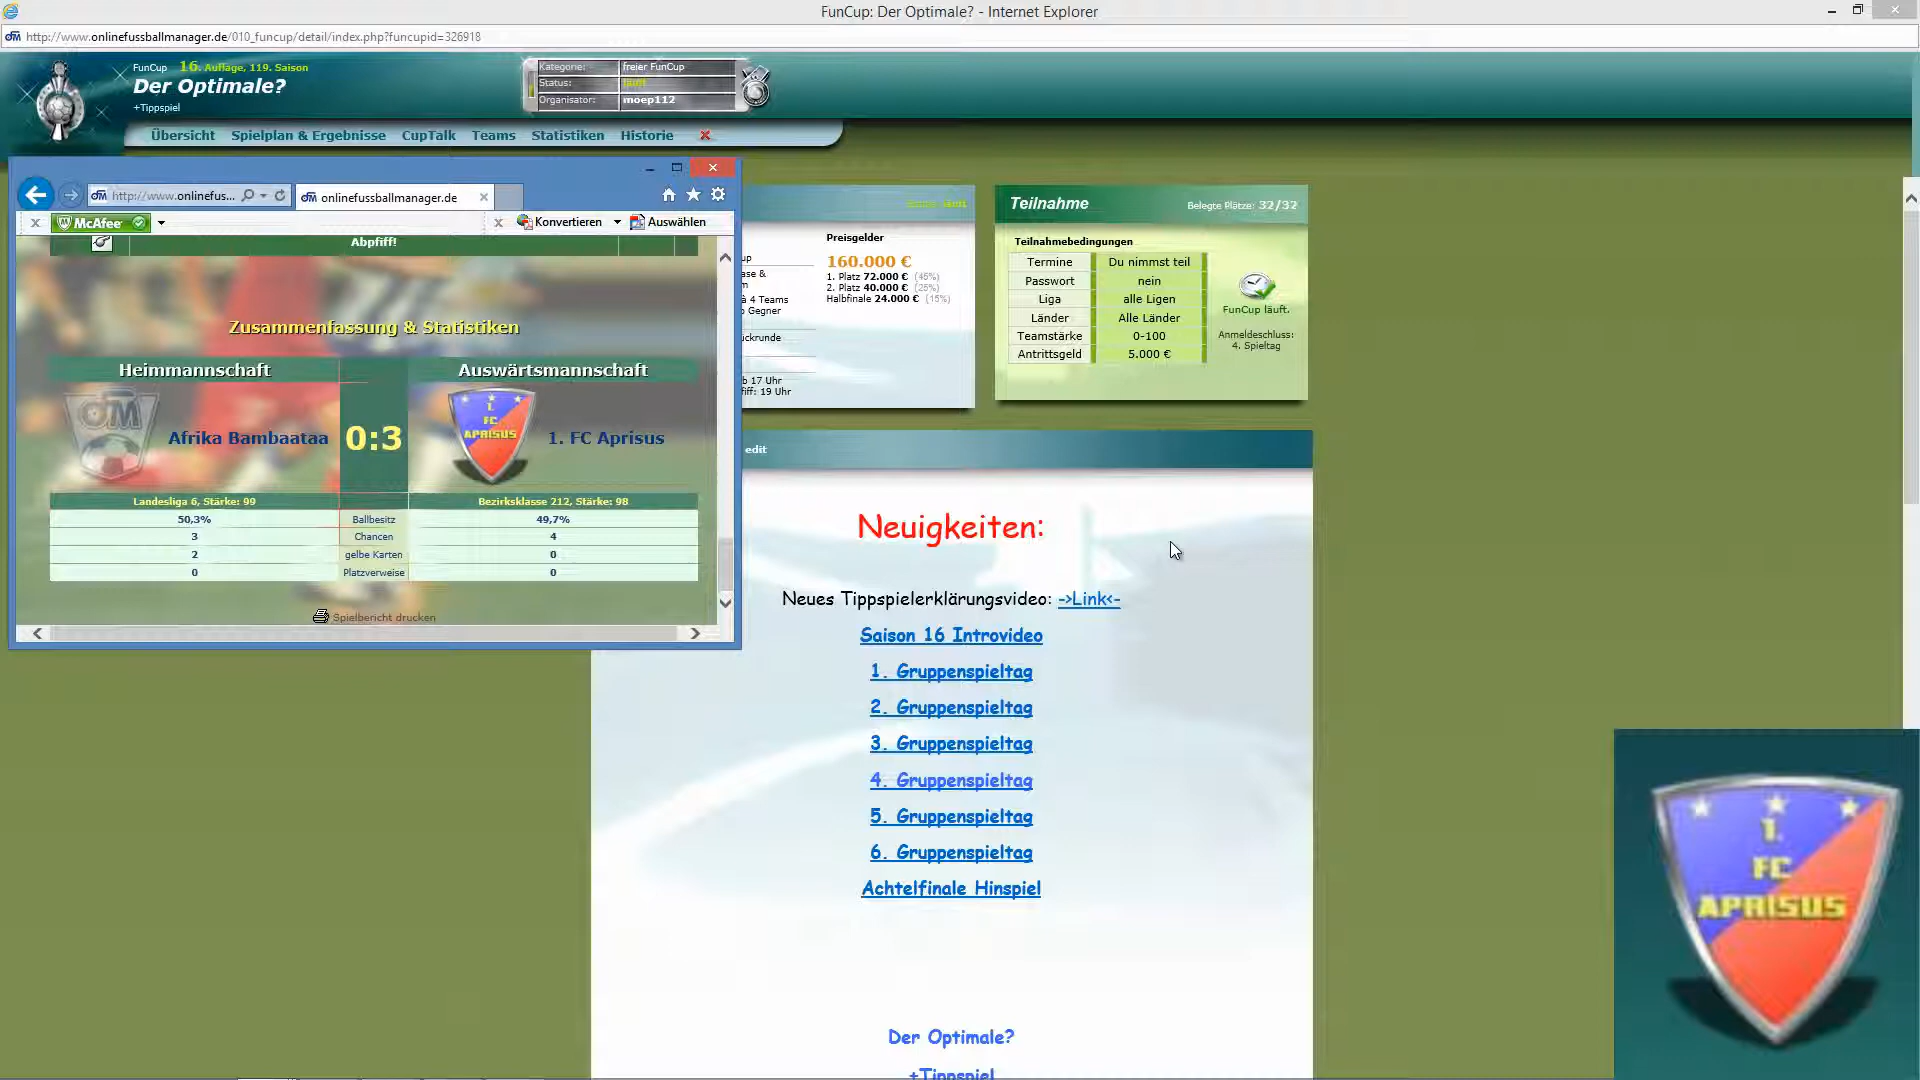 FunCup: Der Optimale? - Internet Explorer
http://www.onlinefussballmanager.de/010_funcup/detail/index.php?funcupid=326918
FunCup 16. Auflage, 119. Saison
Der Optimale?
+Tippspiel
Kategorie: freier FunCup
Status: läuft
Organisator: moep112
Übersicht Spielplan & Ergebnisse CupTalk Teams Statistiken Historie
http://www.onlinefus...
onlinefussballmanager.de
McAfee
Konvertieren Auswählen
Abpfiff!
Zusammenfassung & Statistiken
Heimmannschaft Auswärtsmannschaft
OFM
Afrika Bambaataa 0:3 1. FC Aprisus
1.
FC
APRISUS
Landesliga 6, Stärke: 99 Bezirksklasse 212, Stärke: 98
50,3% Ballbesitz 49,7%
3 Chancen 4
2 gelbe Karten 0
0 Platzverweise 0
Spielbericht drucken
à 4 Teams
Gegner
Preisgelder
160.000 €
1. Platz 72.000 € (45%)
2. Platz 40.000 € (25%)
Halbfinale 24.000 € (15%)
17 Uhr
19 Uhr
Teilnahme Belegte Plätze: 32/32
Teilnahmebedingungen
Termine Du nimmst teil
Passwort nein
Liga alle Ligen
Länder Alle Länder
Teamstärke 0-100
Antrittsgeld 5.000 €
FunCup läuft.
Anmeldeschluss:
4. Spieltag
edit
Neuigkeiten:
Neues Tippspielerklärungsvideo: ->Link<-
Saison 16 Introvideo
1. Gruppenspieltag
2. Gruppenspieltag
3. Gruppenspieltag
4. Gruppenspieltag
5. Gruppenspieltag
6. Gruppenspieltag
Achtelfinale Hinspiel
Der Optimale?
+Tippspiel
1.
FC
APRISUS